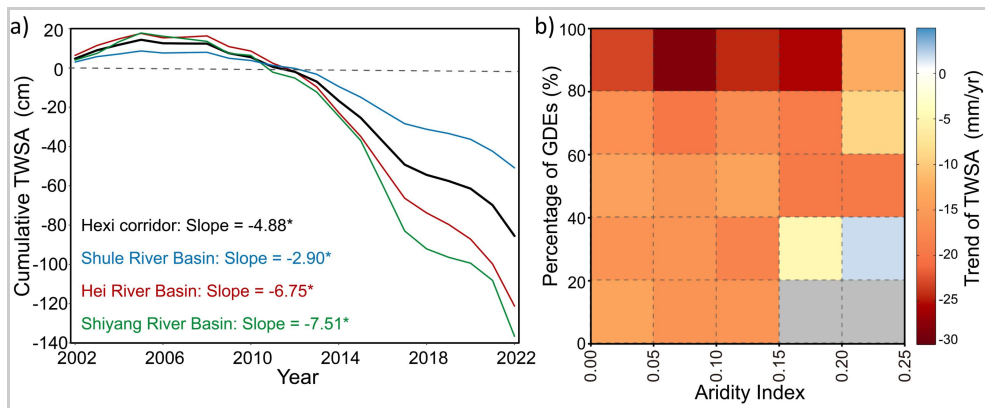 a)
20
0
-20
-40
-60
-80
-100
-120
-140
Cumulative TWSA (cm)
Hexi corridor: Slope = -4.88*
Shule River Basin: Slope = -2.90*
Hei River Basin: Slope = -6.75*
Shiyang River Basin: Slope = -7.51*
2002 2006 2010 2014 2018 2022
Year
b)
100
80
60
40
20
0
Percentage of GDEs (%)
0.00 0.05 0.10 0.15 0.20 0.25
Aridity Index
0
-5
-10
-15
-20
-25
-30
Trend of TWSA (mm/yr)